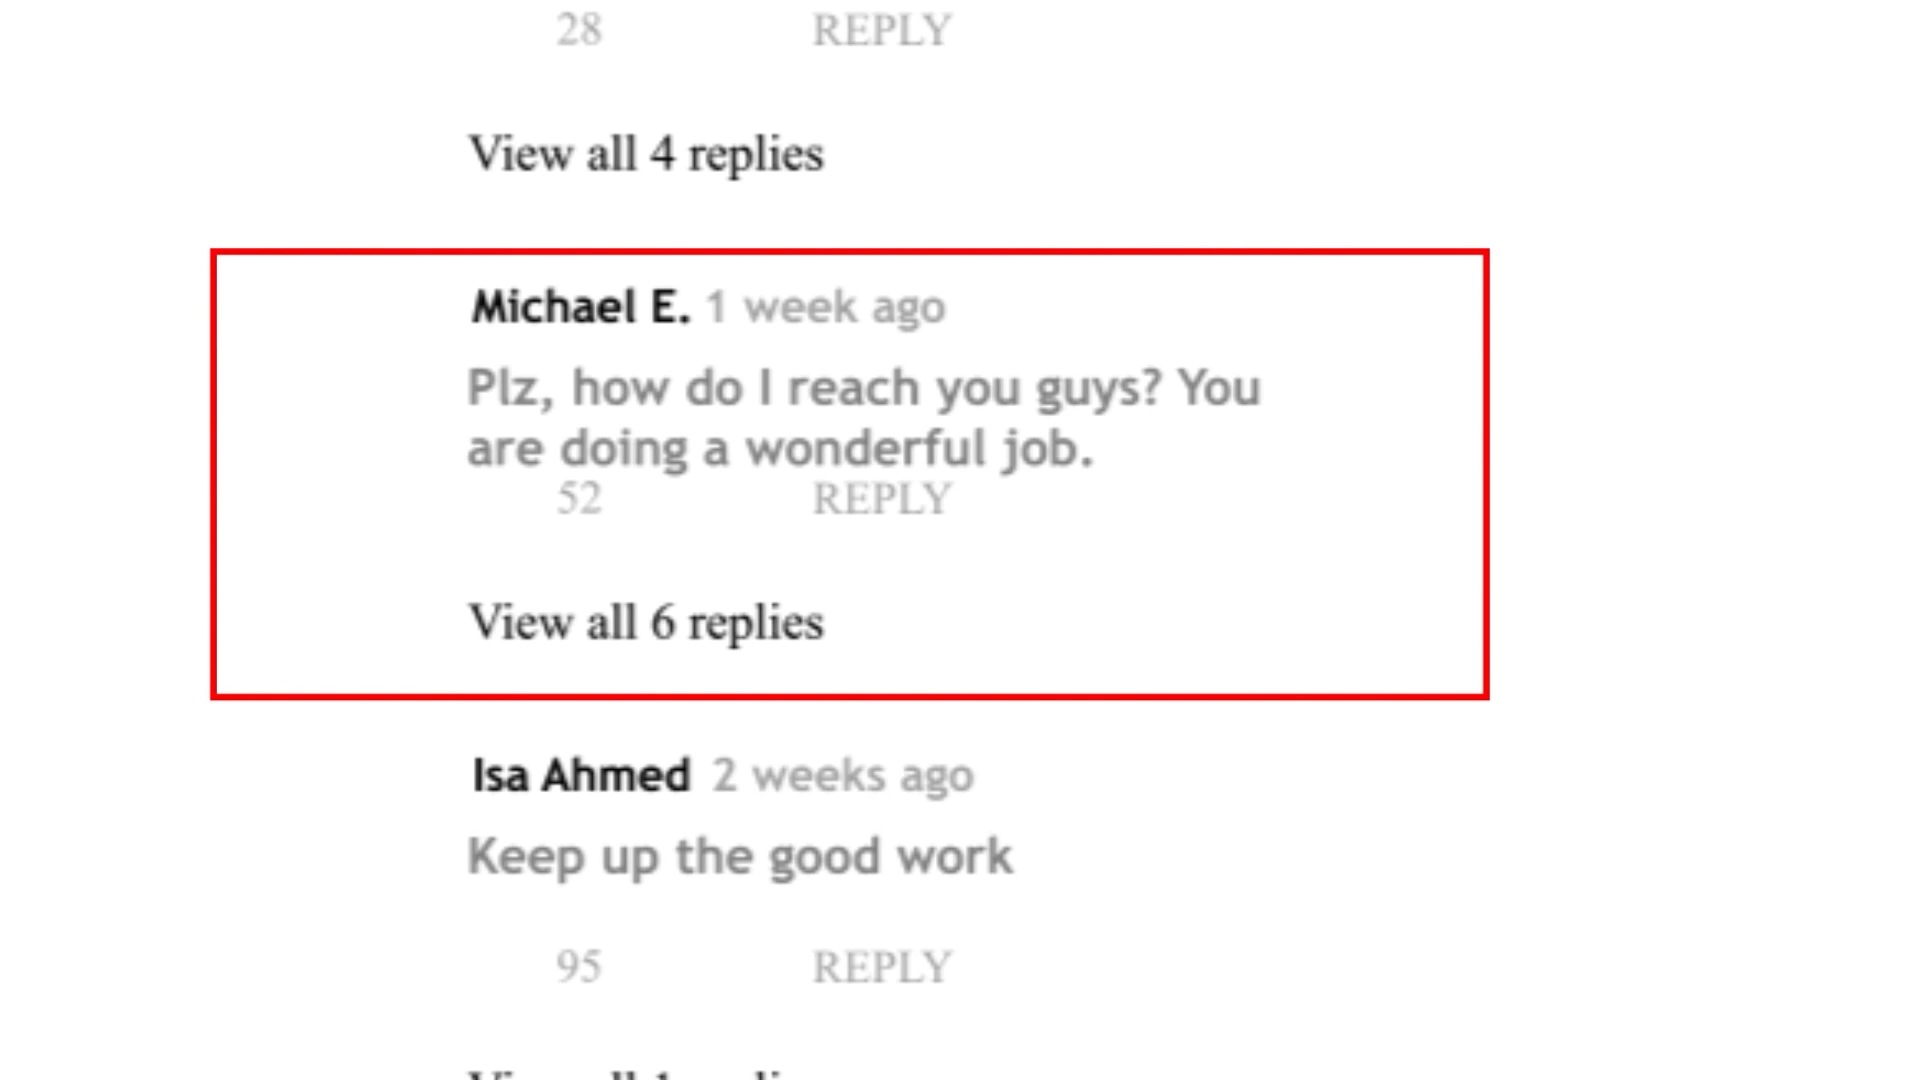 28 REPLY
View all 4 replies
Michael E. 1 week ago
Plz, how do I reach you guys? You
are doing a wonderful job.
52 REPLY
View all 6 replies
Isa Ahmed 2 weeks ago
Keep up the good work
95 REPLY